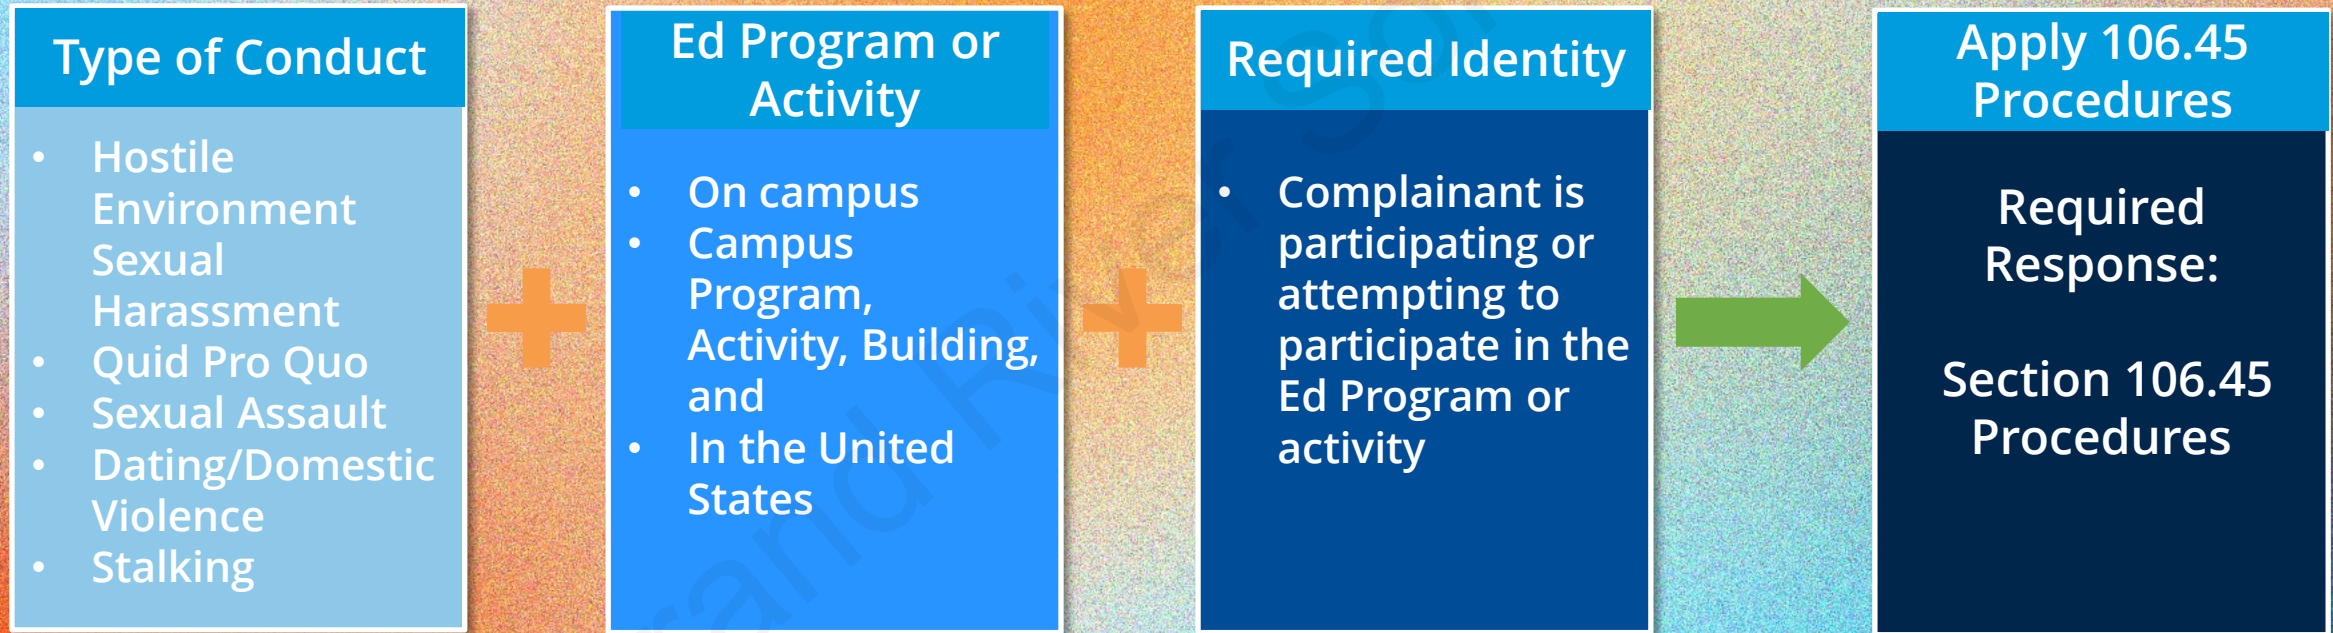 Type of Conduct
• Hostile
Environment
Sexual
Harassment
• Quid Pro Quo
• Sexual Assault
• Dating/Domestic
Violence
• Stalking
Ed Program or
Activity
• On campus
• Campus
Program,
Activity, Building,
and
• In the United
States
Required Identity
• Complainant is
participating or
attempting to
participate in the
Ed Program or
activity
Apply 106.45
Procedures
Required
Response:
Section 106.45
Procedures